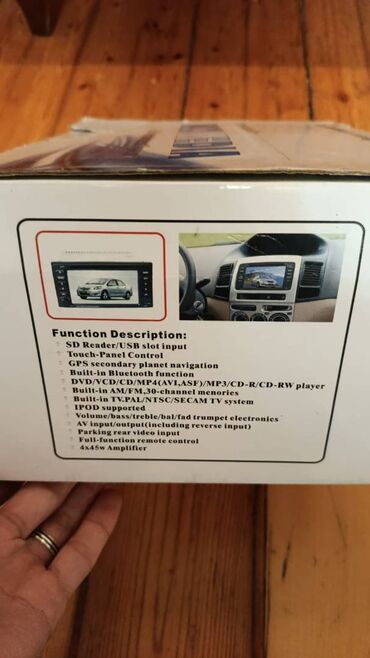 Function Description:
SD Reader/USB slot input
Touch-Panel Control
GPS secondary planet navigation
Built-in Bluetooth function
DVD/VCD/CD/MP4(AVI,ASF)/MP3/CD-R/CD-RW player
Built-in AM/FM,30-channel menories
Built-in TV.PAL/NTSC/SECAM TV system
IPOD supported
Volume/bass/treble/bal/fad trumpet electronics
AV input/output(including reverse input)
Parking rear video input
Full-function remote control
4x45w Amplifier